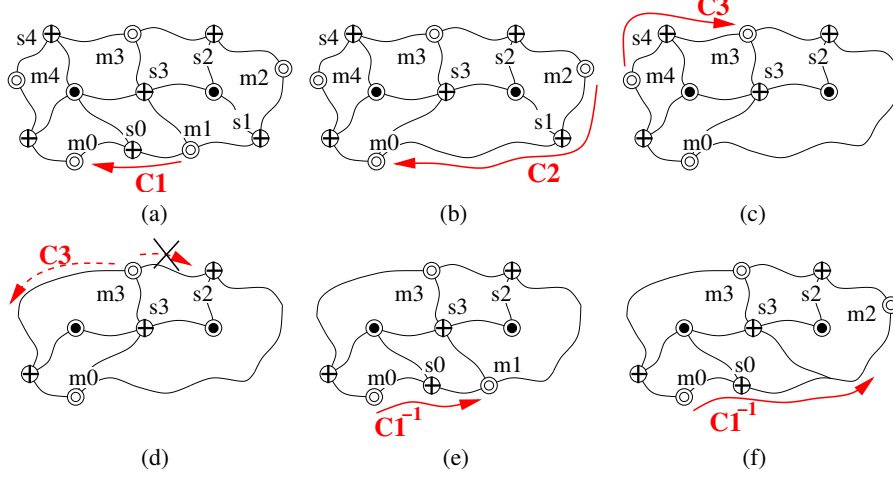 s4 m3 s2 s4 m3 s2 C3 s4 m3 s2
m4 s3 m2 m4 s3 m2 m4 s3
m0 s0 m1 s1 m0 s1 m0
C1 C2
(a) (b) (c)
C3
m3 s3 s2 m3 s3 s2 m3 s3 s2 m2
m0 m0 s0 m1 m0 s0
C1⁻¹ C1⁻¹
(d) (e) (f)